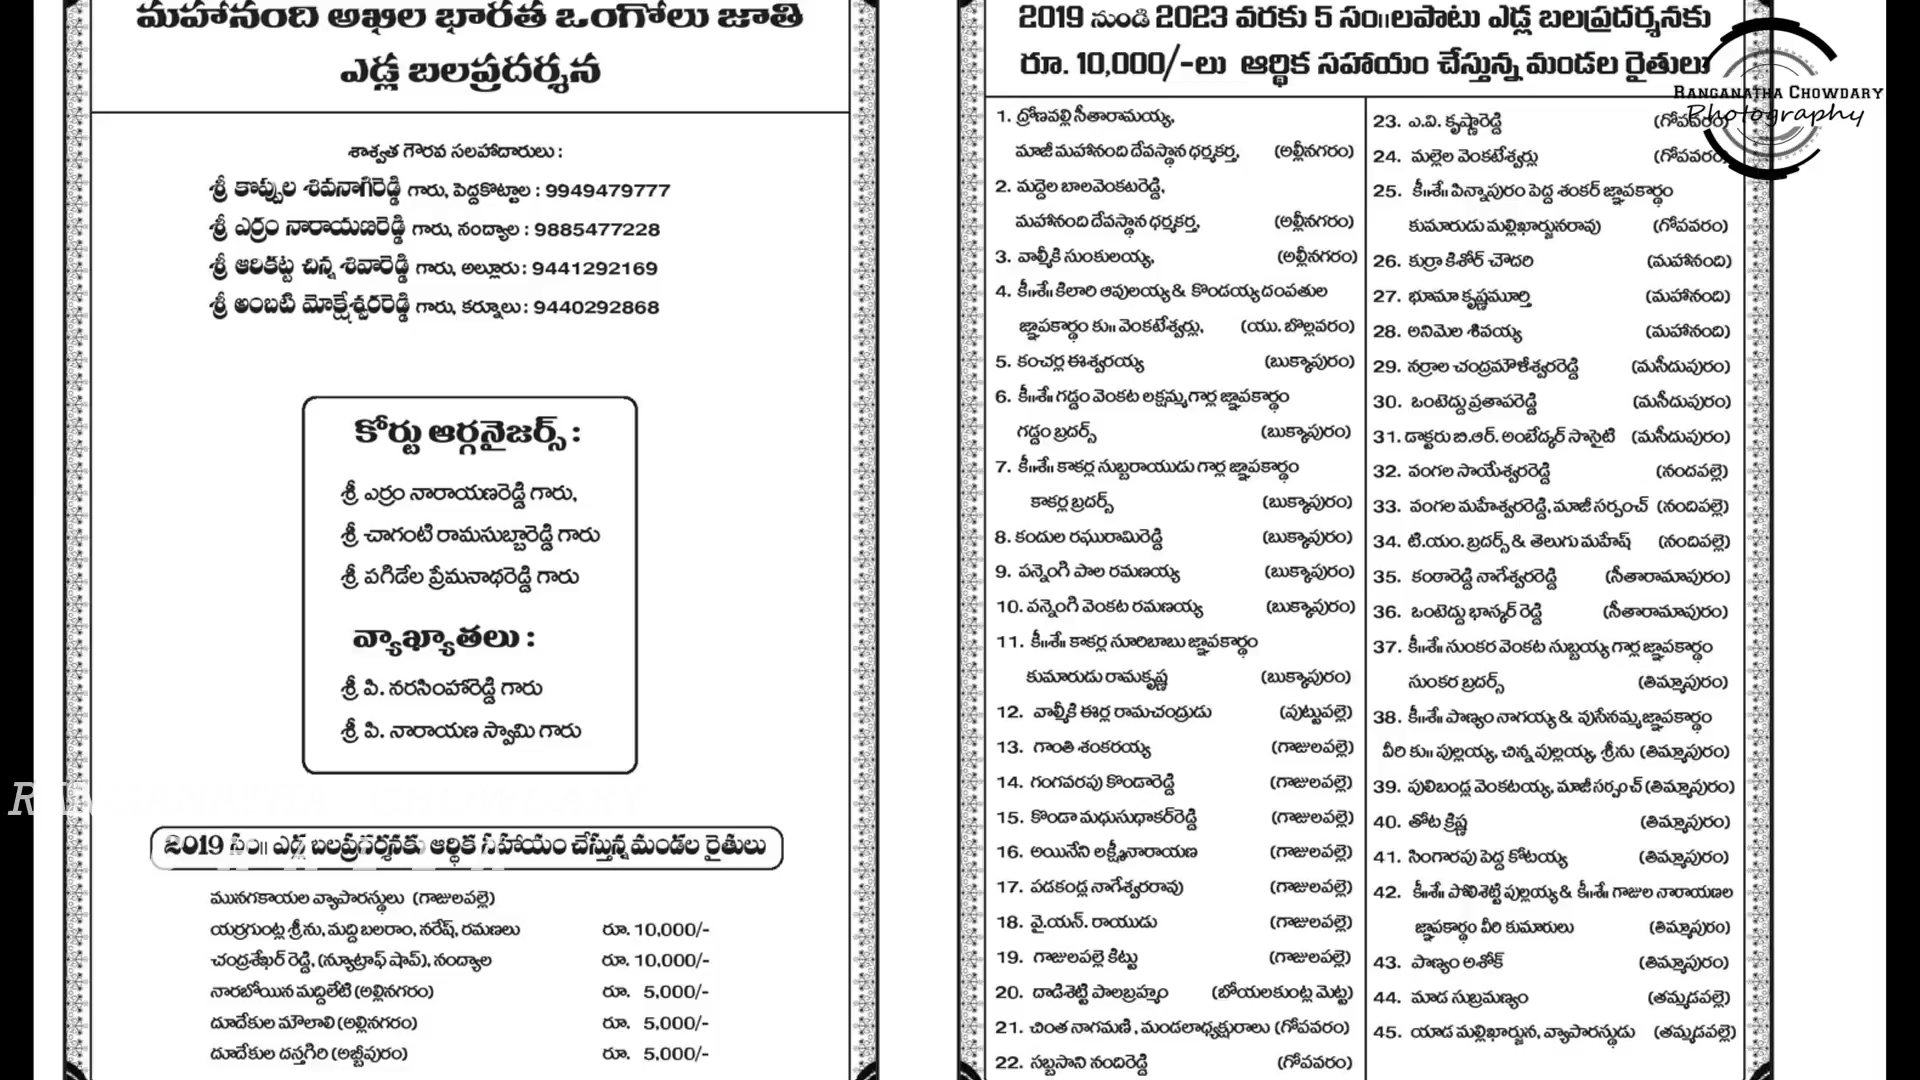 మహానంది అఖిల భారత ఒంగోలు జాతి
ఎడ్ల బలప్రదర్శన
శాశ్వత గౌరవ సలహాదారులు :
శ్రీ కొప్పుల శివనాగిరెడ్డి గారు, పెద్దకొట్టాల : 9949479777
శ్రీ ఎర్రం నారాయణరెడ్డి గారు, నంద్యాల : 9885477228
శ్రీ ఆరికట్ట చిన్న శివారెడ్డి గారు, అల్లూరు : 9441292169
శ్రీ అంబటి మోక్షేశ్వరరెడ్డి గారు, కర్నూలు : 9440292868
కోర్టు ఆర్గనైజర్స్ :
శ్రీ ఎర్రం నారాయణరెడ్డి గారు,
శ్రీ చాగంటి రామసుబ్బారెడ్డి గారు
శ్రీ పగిడేల ప్రేమనాథరెడ్డి గారు
వ్యాఖ్యాతలు :
శ్రీ పి. నరసింహారెడ్డి గారు
శ్రీ పి. నారాయణ స్వామి గారు
2019 సం॥ ఎడ్ల బలప్రదర్శనకు ఆర్థిక సహాయం చేస్తున్న మండల రైతులు
మునగకాయల వ్యాపారస్థులు (గాజులవల్లె)
యర్రగుంట్ల శ్రీను, మద్ది బలరాం, నరేష్, రమణలు రూ. 10,000/-
చంద్రశేఖర్ రెడ్డి, (న్యూట్రాఫ్ షాప్), నంద్యాల రూ. 10,000/-
నారబోయిన మద్దిలేటి (అల్లినగరం) రూ. 5,000/-
దూదేకుల మౌలాలి (అల్లినగరం) రూ. 5,000/-
దూదేకుల దస్తగిరి (అబ్బీపురం) రూ. 5,000/-
2019 నుండి 2023 వరకు 5 సం॥లపాటు ఎడ్ల బలప్రదర్శనకు
రూ. 10,000/-లు ఆర్థిక సహాయం చేస్తున్న మండల రైతులు
1. ద్రోణవల్లి సీతారామయ్య,
మాజీ మహానంది దేవస్థాన ధర్మకర్త, (అల్లీనగరం)
2. మద్దెల బాలవెంకటరెడ్డి,
మహానంది దేవస్థాన ధర్మకర్త, (అల్లీనగరం)
3. వాల్మీకి సుంకులయ్య, (అల్లీనగరం)
4. కీ॥శే॥ కిలారి ఆవులయ్య & కొండయ్య దంపతుల
జ్ఞాపకార్థం కు॥ వెంకటేశ్వర్లు, (యు. బొల్లవరం)
5. కంచర్ల ఈశ్వరయ్య (బుక్కాపురం)
6. కీ॥శే॥ గడ్డం వెంకట లక్షమ్మ గార్ల జ్ఞాపకార్థం
గడ్డం బ్రదర్స్ (బుక్కాపురం)
7. కీ॥శే॥ కాకర్ల సుబ్బరాయుడు గార్ల జ్ఞాపకార్థం
కాకర్ల బ్రదర్స్ (బుక్కాపురం)
8. కందుల రఘురామిరెడ్డి (బుక్కాపురం)
9. పన్నెంగి పాల రమణయ్య (బుక్కాపురం)
10. పన్నెంగి వెంకట రమణయ్య (బుక్కాపురం)
11. కీ॥శే॥ కాకర్ల సూరిబాబు జ్ఞాపకార్థం
కుమారుడు రామకృష్ణ (బుక్కాపురం)
12. వాల్మీకి ఈర్ల రామచంద్రుడు (పుట్టుపల్లె)
13. గాంతి శంకరయ్య (గాజులపల్లె)
14. గంగవరపు కొండారెడ్డి (గాజులపల్లె)
15. కొండా మధుసుధాకర్‌రెడ్డి (గాజులపల్లె)
16. అయినేని లక్ష్మీనారాయణ (గాజులపల్లె)
17. పడకండ్ల నాగేశ్వరరావు (గాజులపల్లె)
18. వై.యన్. రాయుడు (గాజులపల్లె)
19. గాజులపల్లె కిట్టు (గాజులపల్లె)
20. దాడిశెట్టి పాలబ్రహ్మం (బోయలకుంట్ల మెట్ట)
21. చింత నాగమణి, మండలాధ్యక్షురాలు (గోపవరం)
22. సబ్బసాని నందిరెడ్డి (గోపవరం)
23. ఎ.వి. కృష్ణారెడ్డి (గోపవరం)
24. మల్లెల వెంకటేశ్వర్లు (గోపవరం)
25. కీ॥శే॥ పిన్నాపురం పెద్ద శంకర్ జ్ఞాపకార్థం
కుమారుడు మల్లిఖార్జునరావు (గోపవరం)
26. కుర్రా కిశోర్ చౌదరి (మహానంది)
27. భూమా కృష్ణమూర్తి (మహానంది)
28. అనిమెల శివయ్య (మహానంది)
29. నర్రాల చంద్రమౌళీశ్వరరెడ్డి (మసీదుపురం)
30. ఒంటెద్దు ప్రతాపరెడ్డి (మసీదుపురం)
31. డాక్టరు బి.ఆర్. అంబేద్కర్ సొసైటి (మసీదుపురం)
32. వంగల సాయేశ్వరరెడ్డి (నందపల్లె)
33. వంగల మహేశ్వరరెడ్డి, మాజీ సర్పంచ్ (నందిపల్లె)
34. టి.యం. బ్రదర్స్ & తెలుగు మహేష్ (నందిపల్లె)
35. కంఠారెడ్డి నాగేశ్వరరెడ్డి (సీతారామాపురం)
36. ఒంటెద్దు భాస్కర్ రెడ్డి (సీతారామాపురం)
37. కీ॥శే॥ సుంకర వెంకట సుబ్బయ్య గార్ల జ్ఞాపకార్థం
సుంకర బ్రదర్స్ (తిమ్మాపురం)
38. కీ॥శే॥ పాణ్యం నాగయ్య & వుసేనమ్మ జ్ఞాపకార్థం
వీరి కు॥ పుల్లయ్య, చిన్న పుల్లయ్య, శ్రీను (తిమ్మాపురం)
39. పులిబండ్ల వెంకటయ్య, మాజీ సర్పంచ్ (తిమ్మాపురం)
40. తోట క్రిష్ణ (తిమ్మాపురం)
41. సింగారపు పెద్ద కోటయ్య (తిమ్మాపురం)
42. కీ॥శే॥ పోలిశెట్టి పుల్లయ్య & కీ॥శే॥ గాజుల నారాయణల
జ్ఞాపకార్థం వీరి కుమారులు (తిమ్మాపురం)
43. పాణ్యం అశోక్ (తిమ్మాపురం)
44. మాడ సుబ్రమణ్యం (తమ్మడపల్లె)
45. యాడ మల్లిఖార్జున, వ్యాపారస్థుడు (తమ్మడపల్లె)
RANGANATHA CHOWDARY
Photography